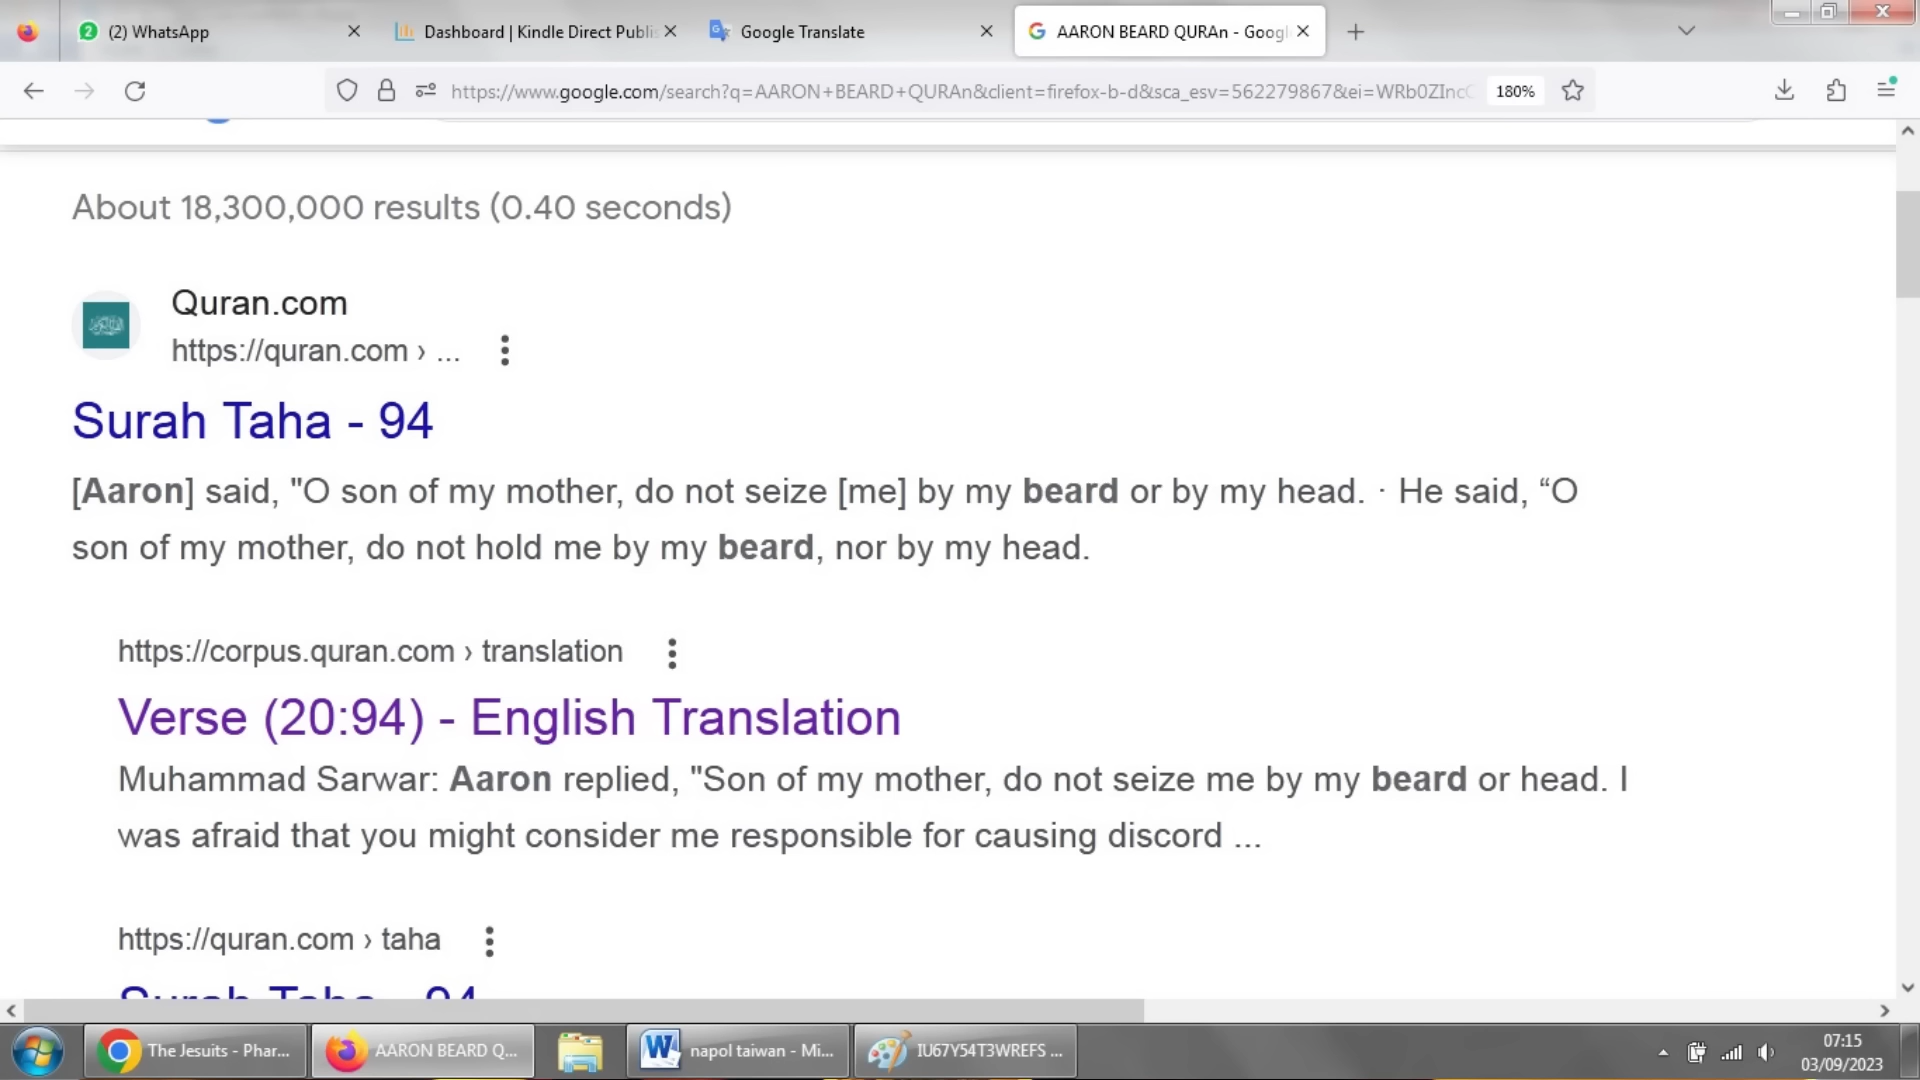 (2) WhatsApp
Dashboard | Kindle Direct Publis
Google Translate
AARON BEARD QURAn - Googl
https://www.google.com/search?q=AARON+BEARD+QURAn&client=firefox-b-d&sca_esv=562279867&ei=WRb0ZIncC
180%
About 18,300,000 results (0.40 seconds)
Quran.com
https://quran.com › ...
Surah Taha - 94
[Aaron] said, "O son of my mother, do not seize [me] by my beard or by my head. · He said, “O
son of my mother, do not hold me by my beard, nor by my head.
https://corpus.quran.com › translation
Verse (20:94) - English Translation
Muhammad Sarwar: Aaron replied, "Son of my mother, do not seize me by my beard or head. I
was afraid that you might consider me responsible for causing discord ...
https://quran.com › taha
Surah Taha - 94
The Jesuits - Phar...
AARON BEARD Q...
napol taiwan - Mi...
IU67Y54T3WREFS ...
07:15
03/09/2023